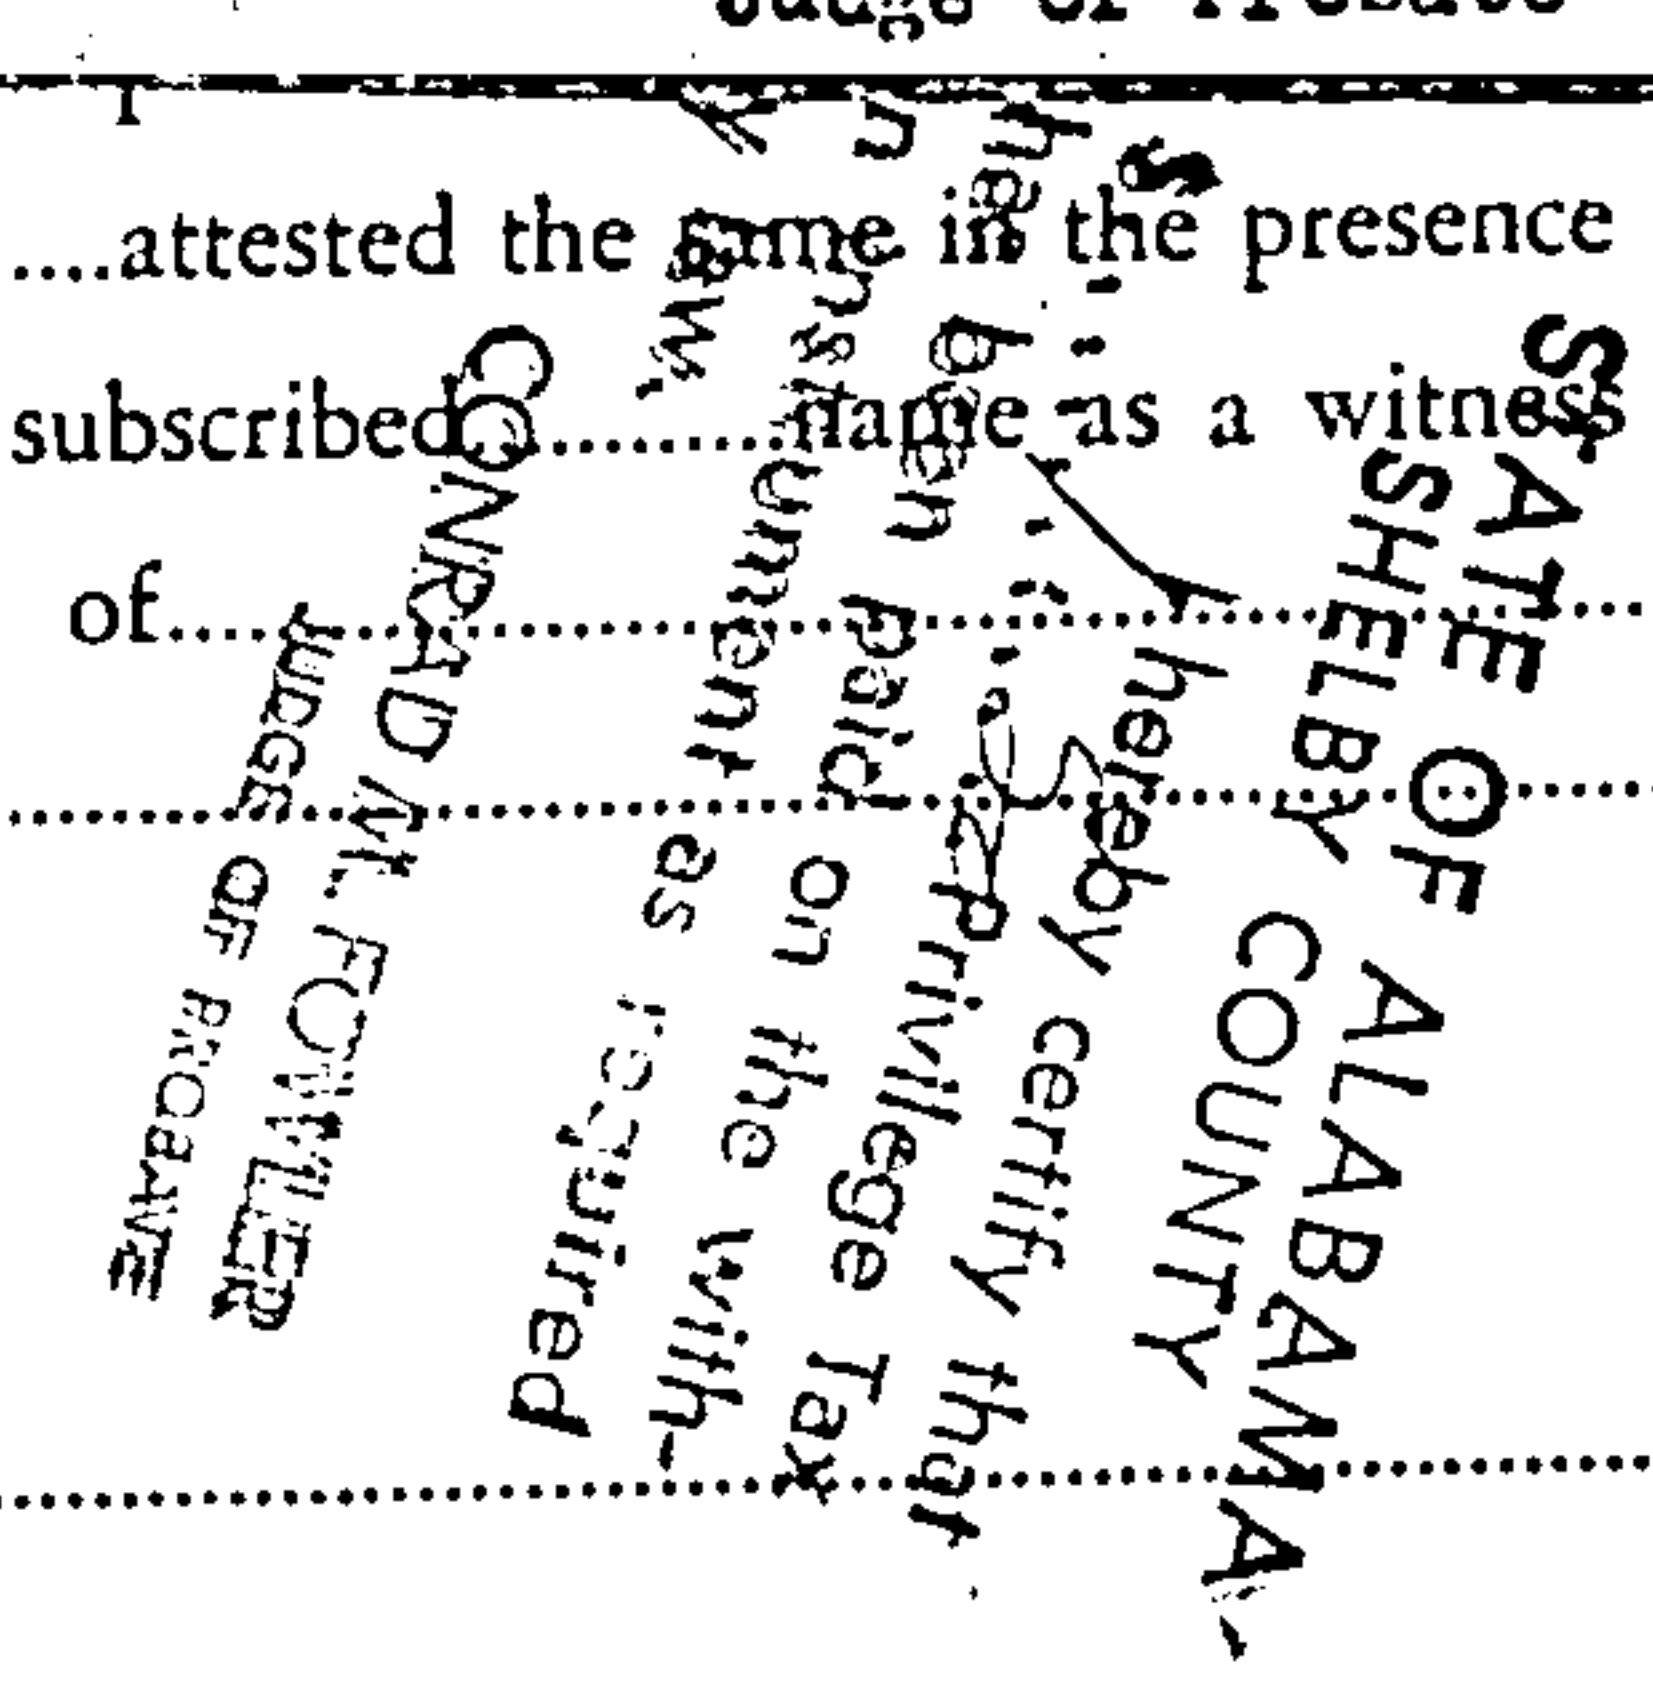 Judge of Probate
....attested the same in the presence
subscribed..........name as a witness
of..........
STATE OF ALABAMA
SHELBY COUNTY
I hereby certify that
Privilege Tax
has been paid on the with-
in instrument as required
by law.
CONRAD M. FOWLER
JUDGE OF PROBATE